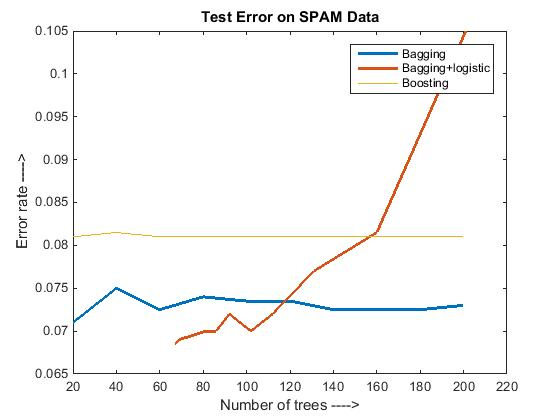 Test Error on SPAM Data
0.105
0.1
0.095
0.09
0.085
0.08
0.075
0.07
0.065
Error rate ---->
Bagging
Bagging+logistic
Boosting
20 40 60 80 100 120 140 160 180 200 220
Number of trees ---->